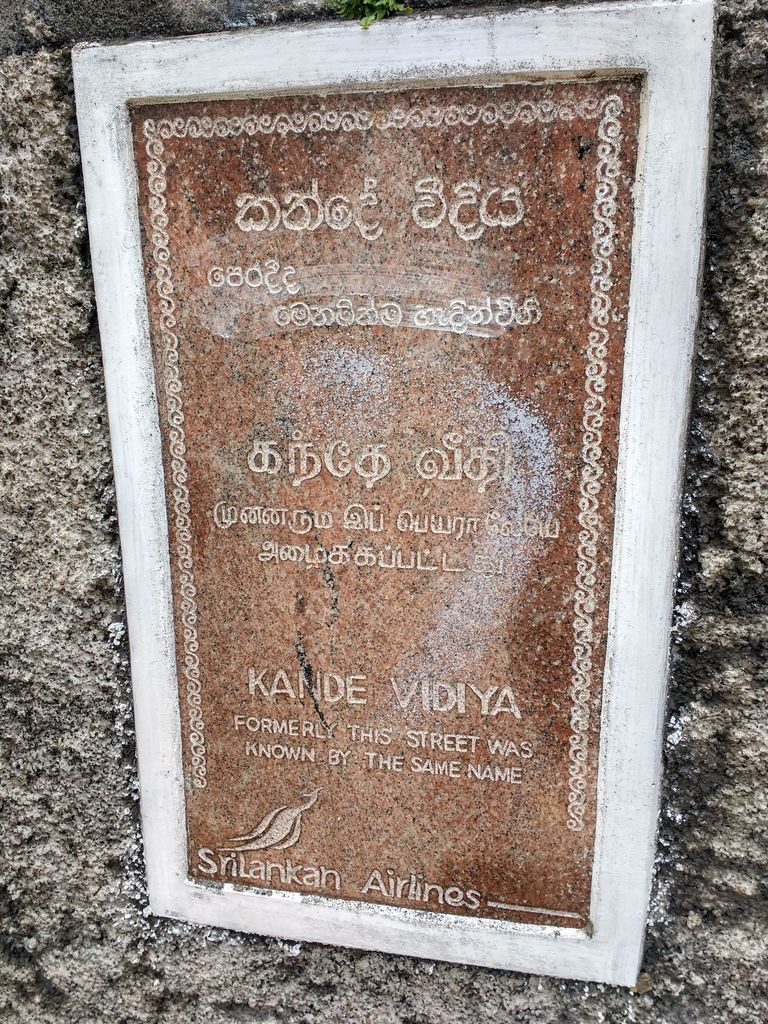 කන්දේ වීදිය
පෙරදීද
මෙනමින්ම හැදින්විනි
கந்தே வீதி
முன்னரும் இப் பெயராலேயே
அழைக்கப்பட்டது
KANDE VIDIYA
FORMERLY THIS STREET WAS
KNOWN BY THE SAME NAME
SriLankan Airlines